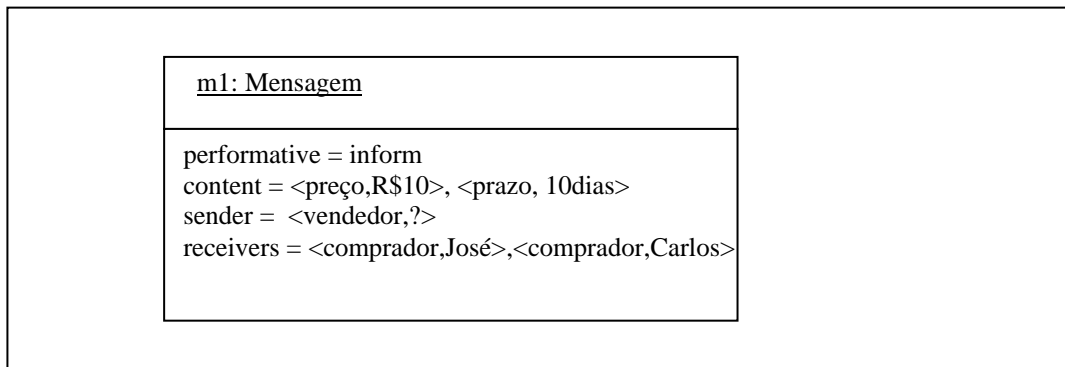 m1: Mensagem
performative = inform
content = <preço,R$10>, <prazo, 10dias>
sender =  <vendedor,?>
receivers = <comprador,José>,<comprador,Carlos>